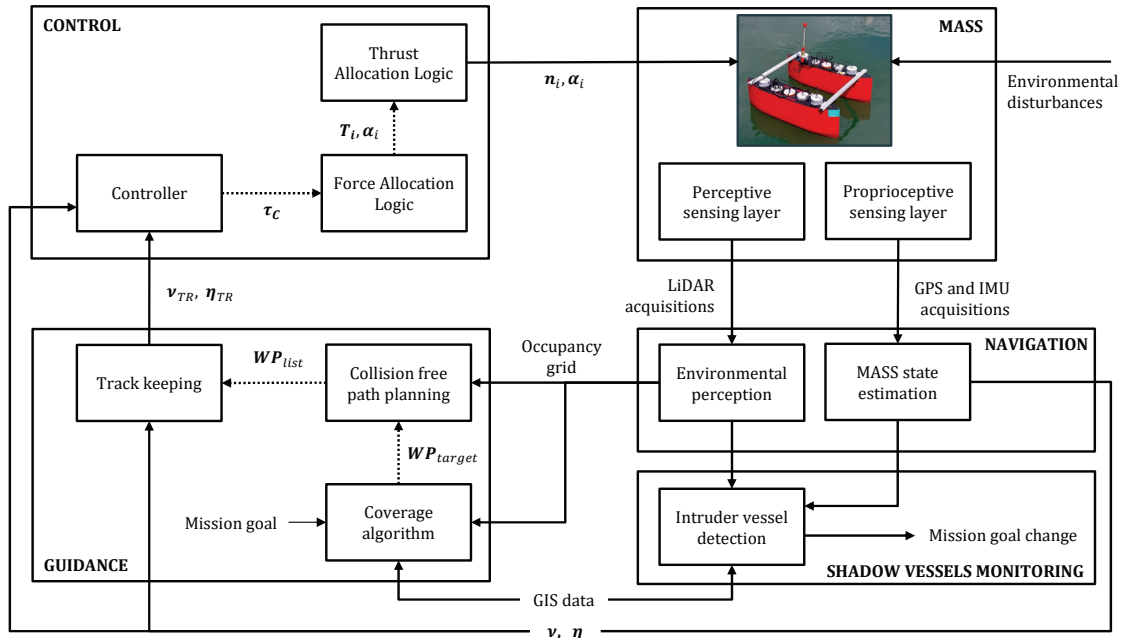 CONTROL
Thrust
Allocation Logic
n_i, α_i
T_i, α_i
Controller
τ_C
Force Allocation
Logic
MASS
Environmental
disturbances
Perceptive
sensing layer
Proprioceptive
sensing layer
LiDAR
acquisitions
GPS and IMU
acquisitions
ν_TR, η_TR
Track keeping
WP_list
Collision free
path planning
Occupancy
grid
WP_target
Mission goal
Coverage
algorithm
GUIDANCE
NAVIGATION
Environmental
perception
MASS state
estimation
Intruder vessel
detection
Mission goal change
SHADOW VESSELS MONITORING
GIS data
ν, η